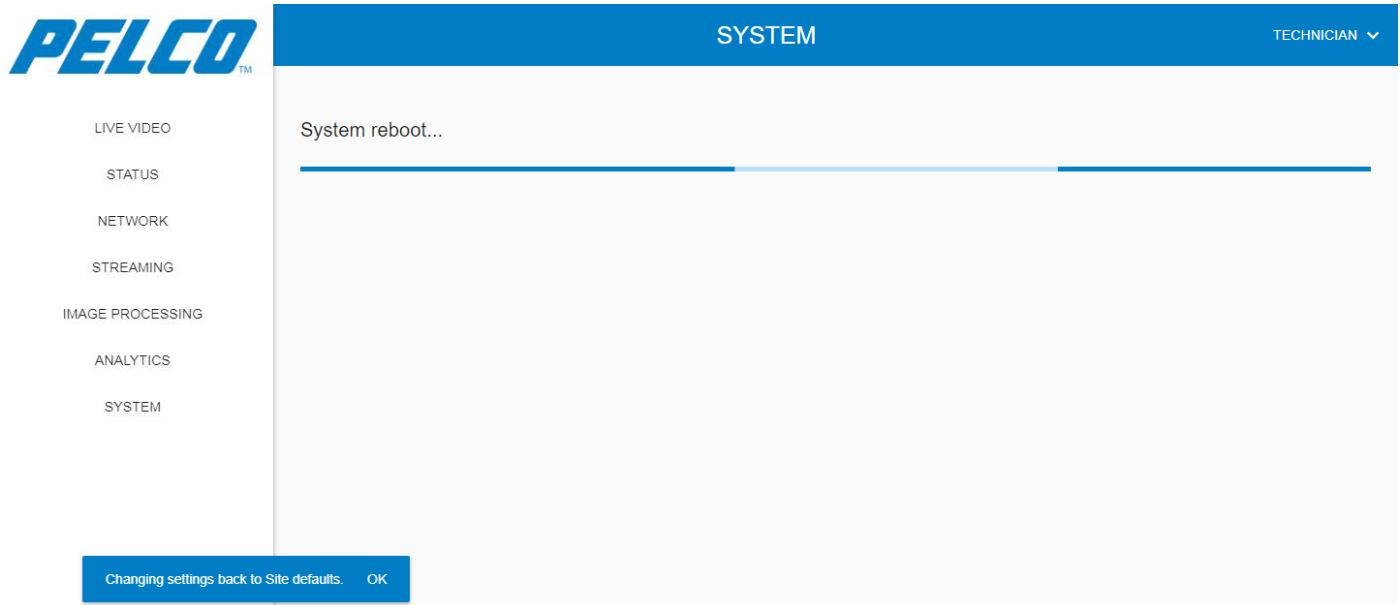 PELCO TM
SYSTEM
TECHNICIAN
LIVE VIDEO
STATUS
NETWORK
STREAMING
IMAGE PROCESSING
ANALYTICS
SYSTEM
System reboot...
Changing settings back to Site defaults. OK